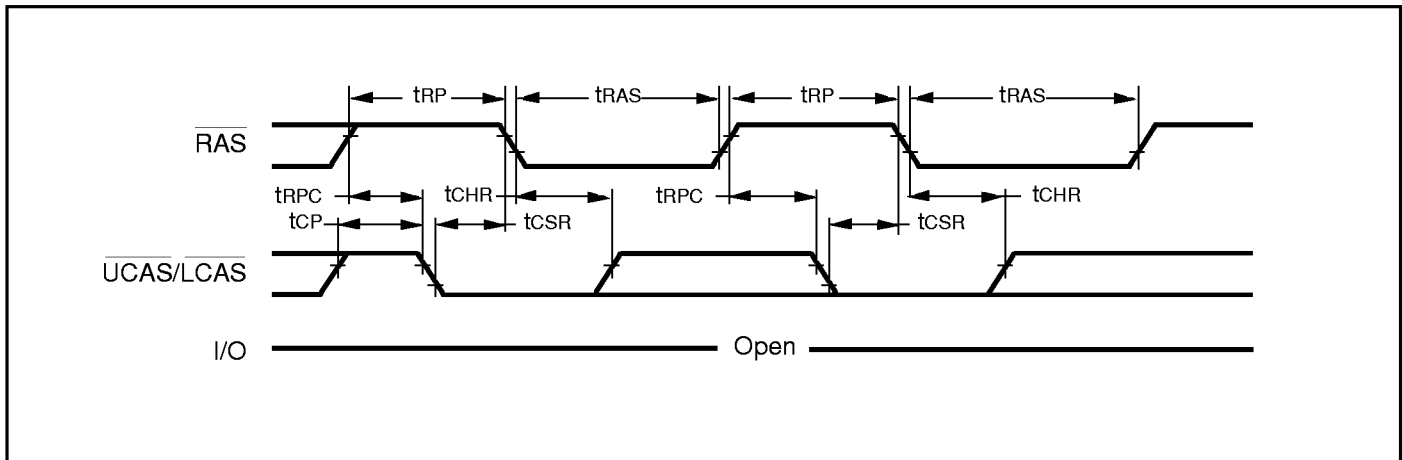 tRP tRAS tRP tRAS
RAS
tRPC tCHR tRPC tCHR
tCP tCSR tCSR
UCAS/LCAS
I/O Open